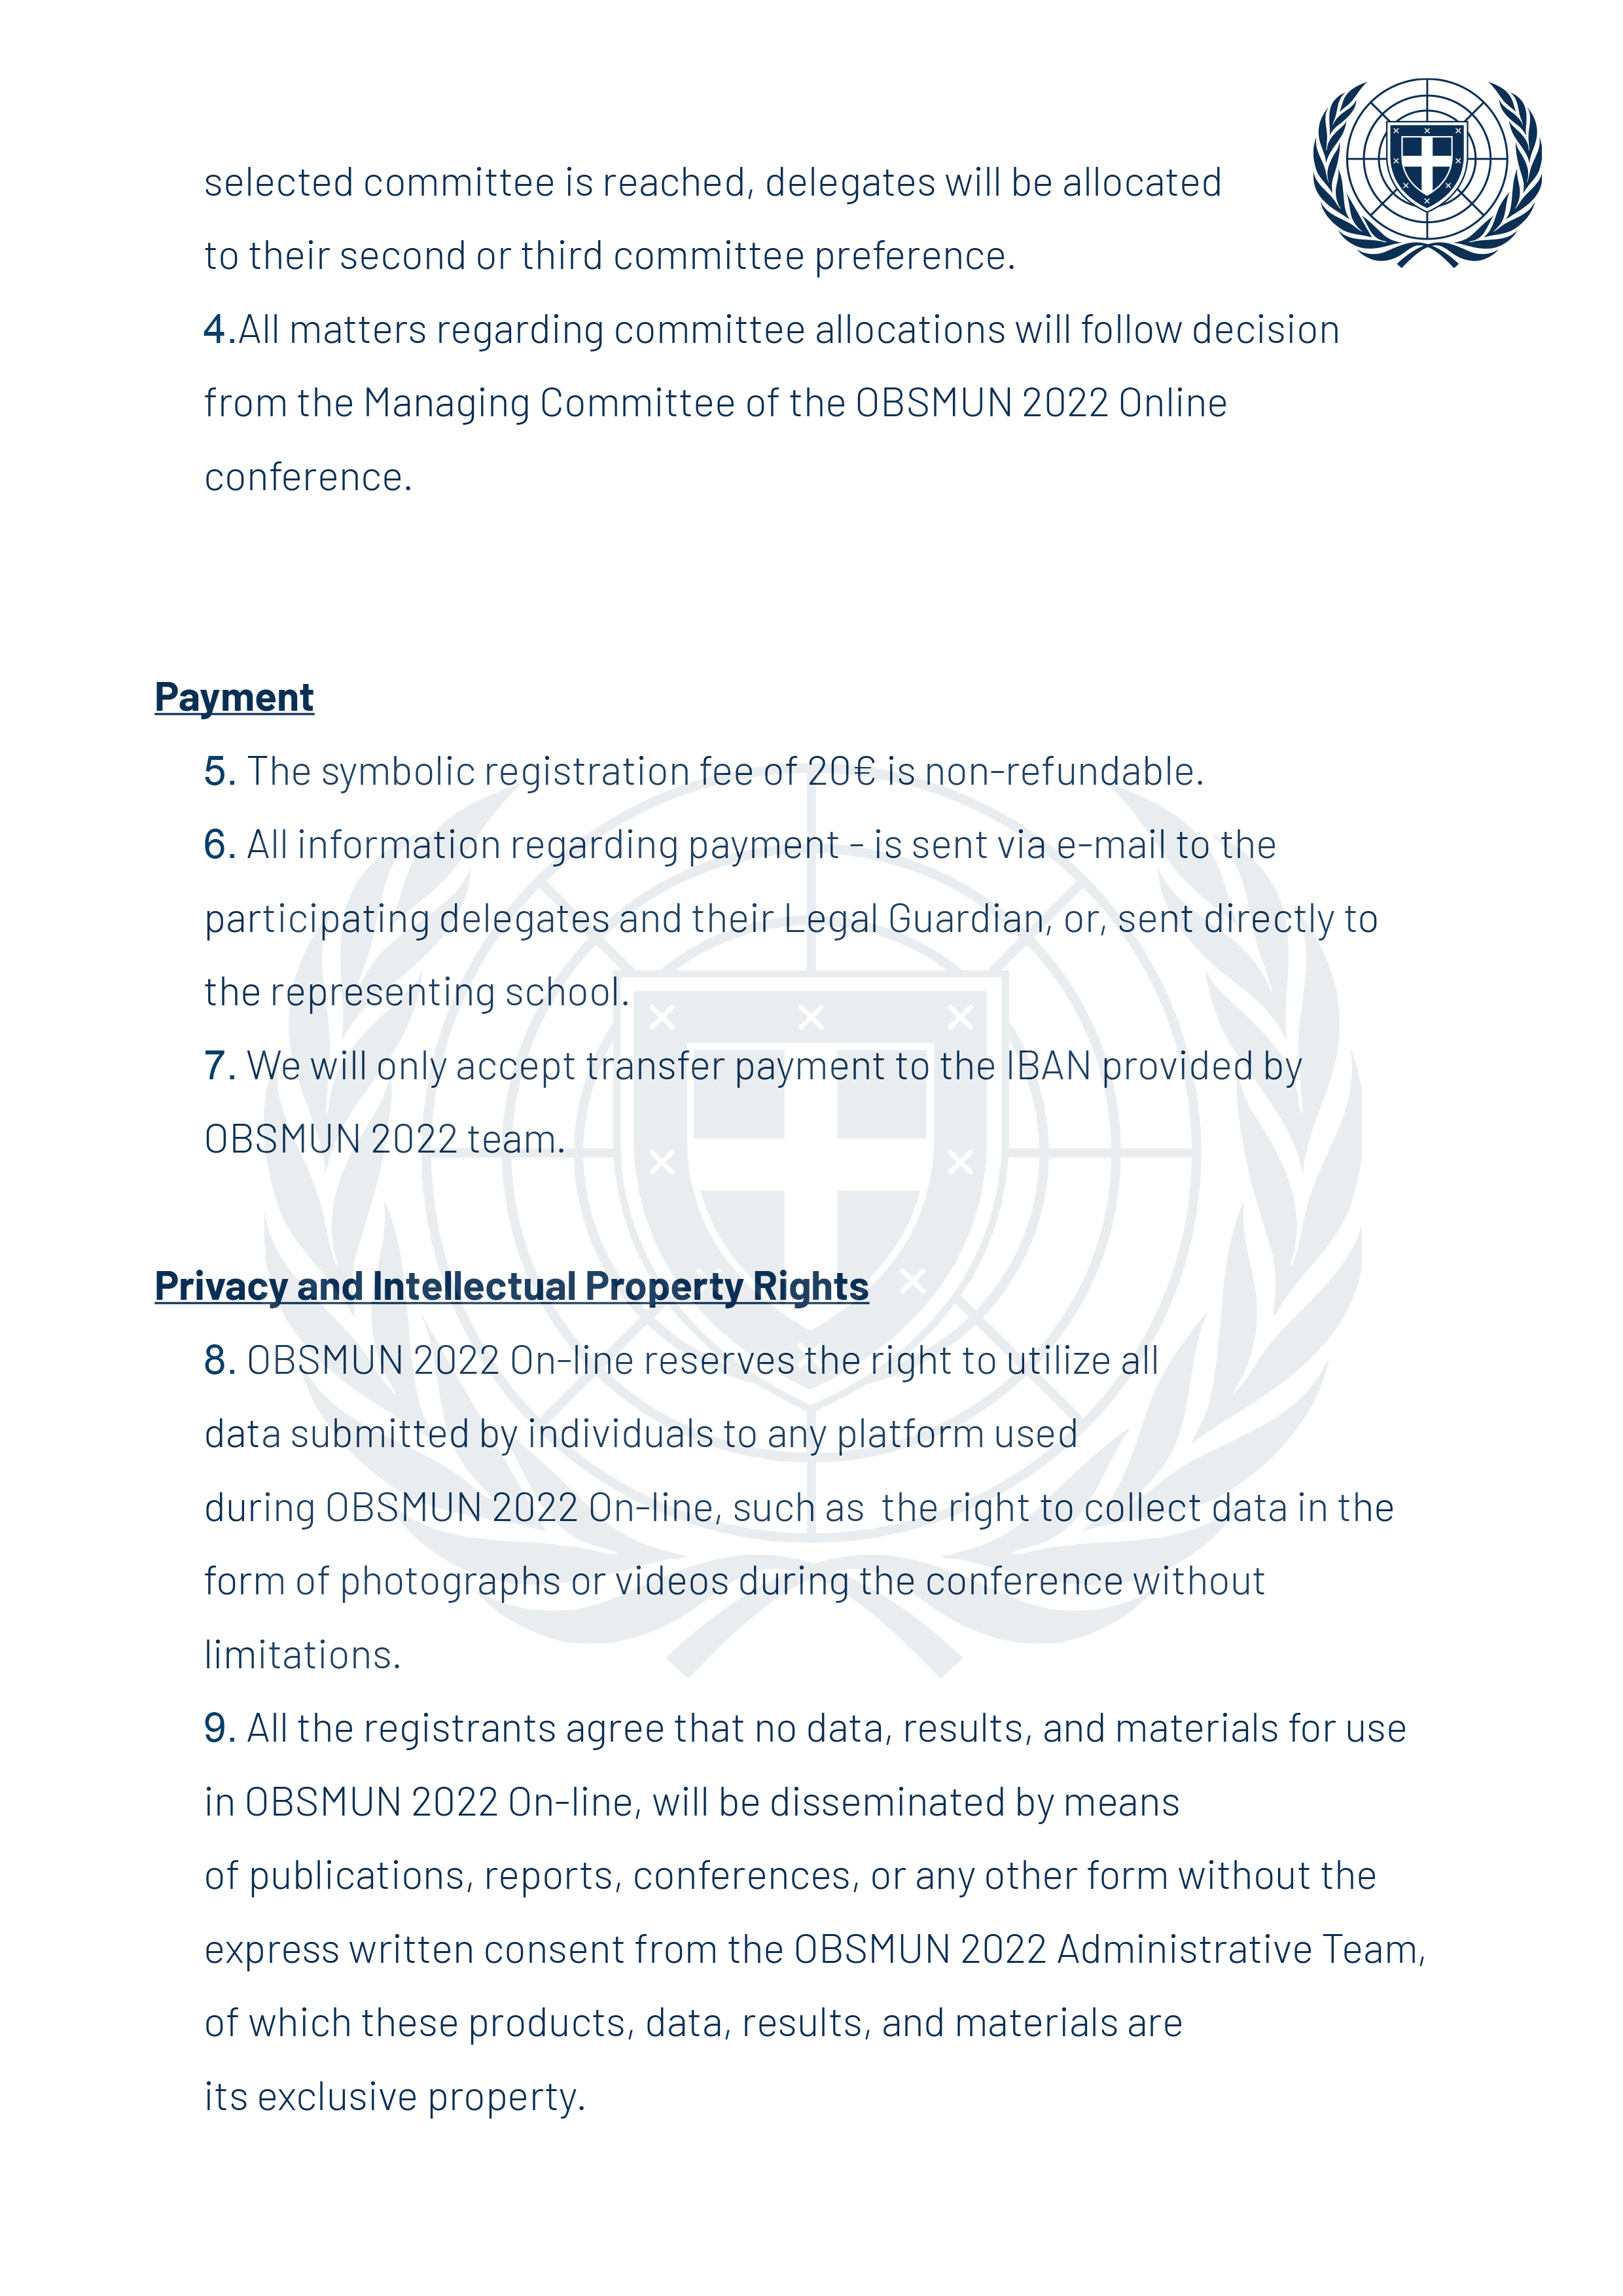 selected committee is reached, delegates will be allocated
to their second or third committee preference.
4.All matters regarding committee allocations will follow decision
from the Managing Committee of the OBSMUN 2022 Online
conference.
Payment
5. The symbolic registration fee of 20€ is non-refundable.
6. All information regarding payment - is sent via e-mail to the
participating delegates and their Legal Guardian, or, sent directly to
the representing school.
7. We will only accept transfer payment to the IBAN provided by
OBSMUN 2022 team.
Privacy and Intellectual Property Rights
8. OBSMUN 2022 On-line reserves the right to utilize all
data submitted by individuals to any platform used
during OBSMUN 2022 On-line, such as  the right to collect data in the
form of photographs or videos during the conference without
limitations.
9. All the registrants agree that no data, results, and materials for use
in OBSMUN 2022 On-line, will be disseminated by means
of publications, reports, conferences, or any other form without the
express written consent from the OBSMUN 2022 Administrative Team,
of which these products, data, results, and materials are
its exclusive property.